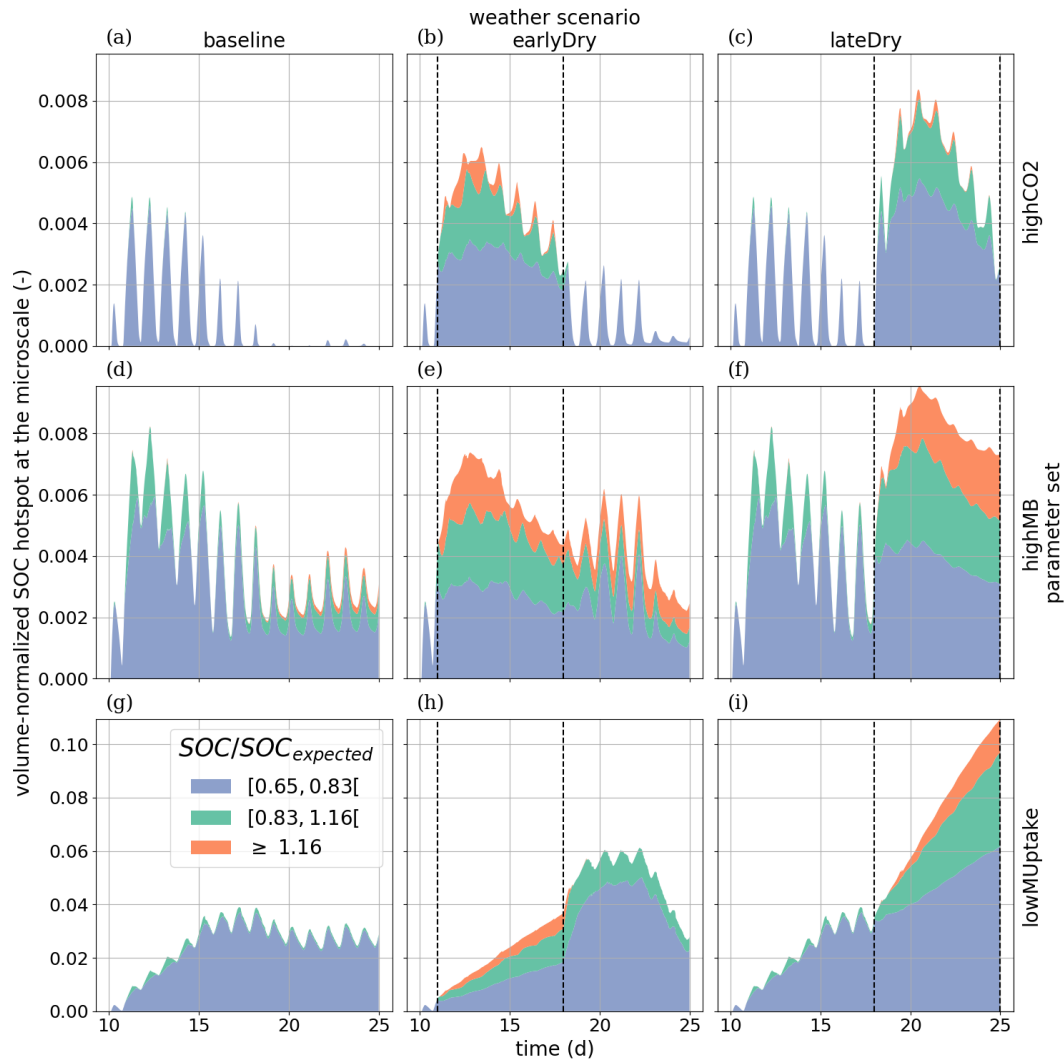 weather scenario
(a) baseline (b) earlyDry (c) lateDry
0.008
0.006
0.004
0.002
0.000
highCO2
(d) (e) (f)
0.008
0.006
0.004
0.002
0.000
highMB
parameter set
volume-normalized SOC hotspot at the microscale (-)
(g) (h) (i)
0.10
0.08
0.06
0.04
0.02
0.00
SOC/SOC_expected
[0.65, 0.83[
[0.83, 1.16[
≥ 1.16
lowMUptake
10 15 20 25 10 15 20 25 10 15 20 25
time (d)